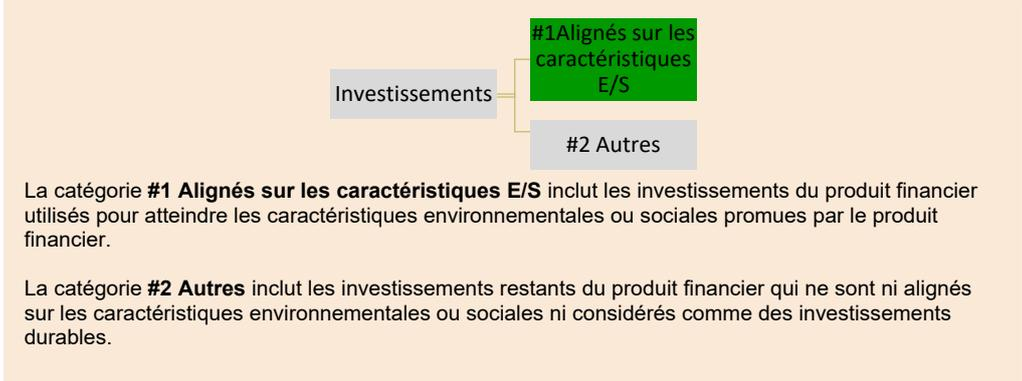 #1Alignés sur les
caractéristiques
E/S
Investissements
#2 Autres
La catégorie #1 Alignés sur les caractéristiques E/S inclut les investissements du produit financier
utilisés pour atteindre les caractéristiques environnementales ou sociales promues par le produit
financier.
La catégorie #2 Autres inclut les investissements restants du produit financier qui ne sont ni alignés
sur les caractéristiques environnementales ou sociales ni considérés comme des investissements
durables.